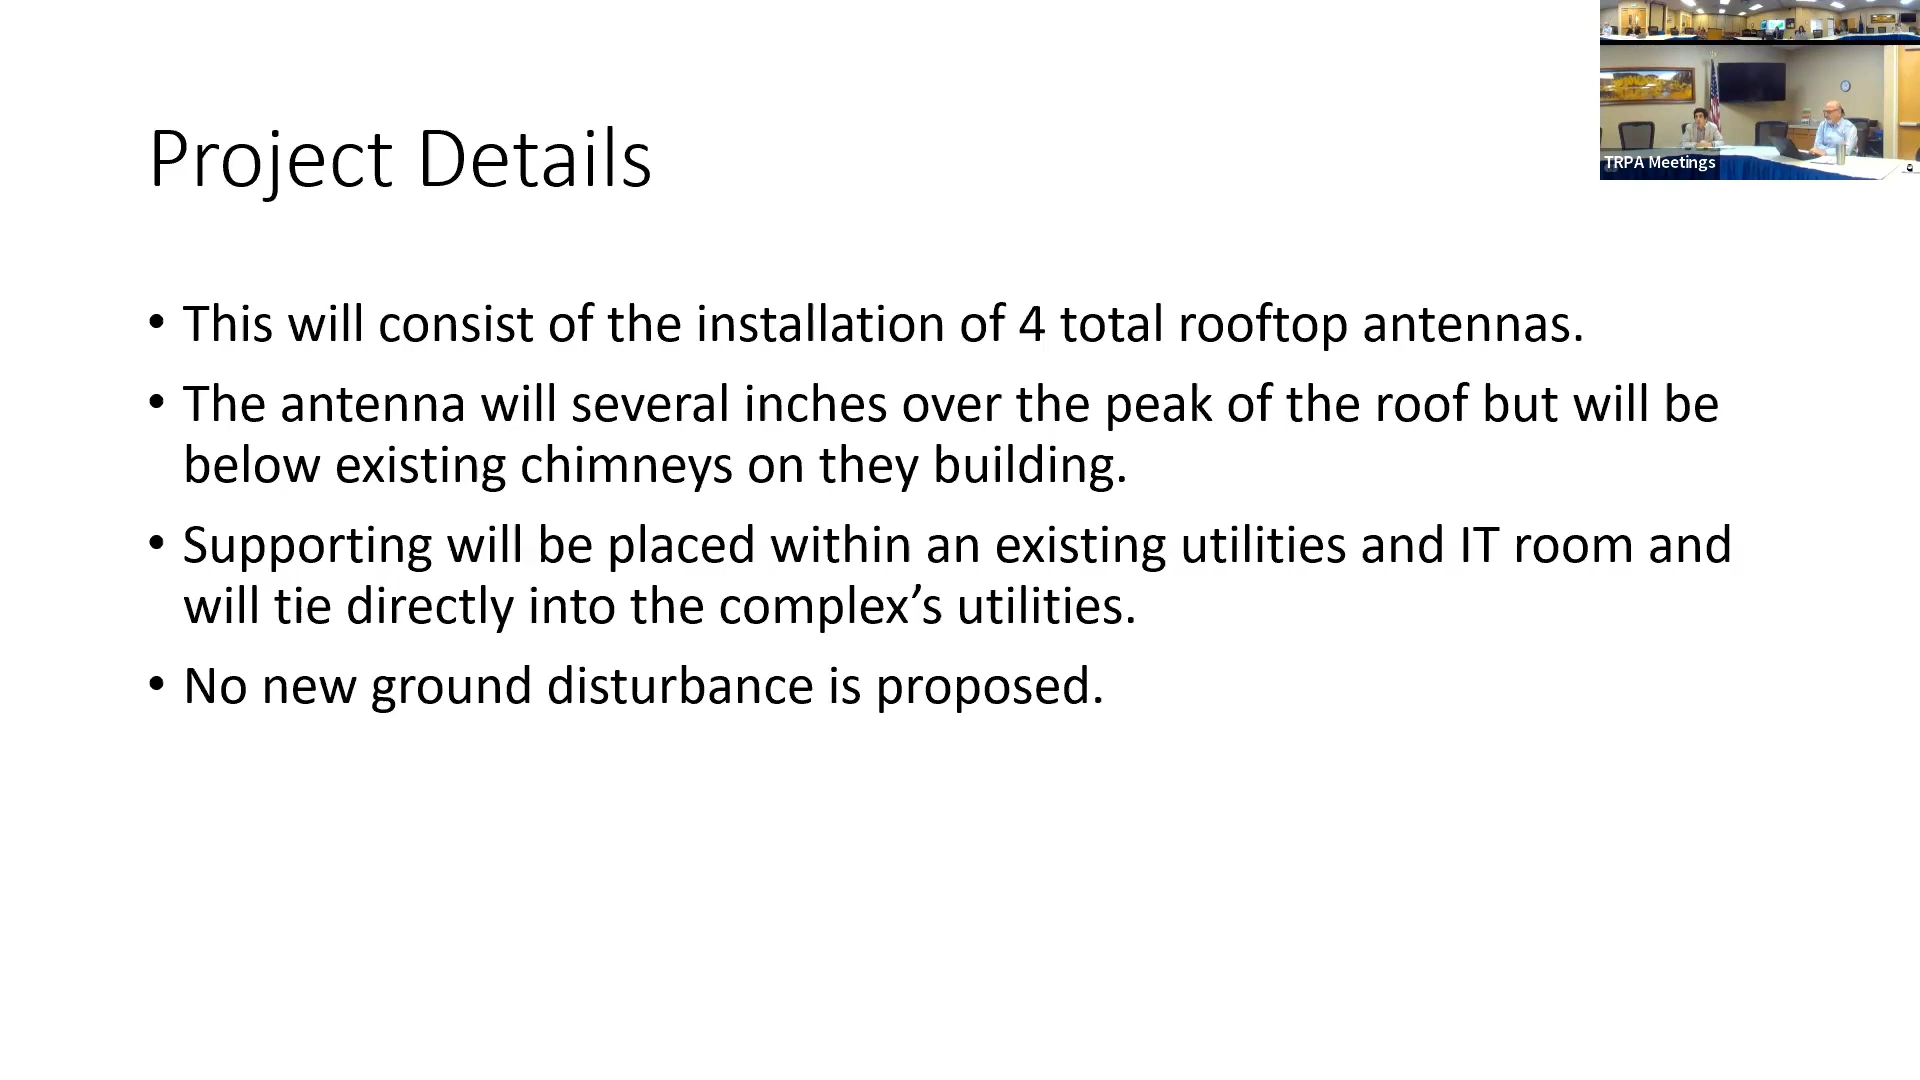 Project Details
• This will consist of the installation of 4 total rooftop antennas.
• The antenna will several inches over the peak of the roof but will be
below existing chimneys on they building.
• Supporting will be placed within an existing utilities and IT room and
will tie directly into the complex’s utilities.
• No new ground disturbance is proposed.
TRPA Meetings